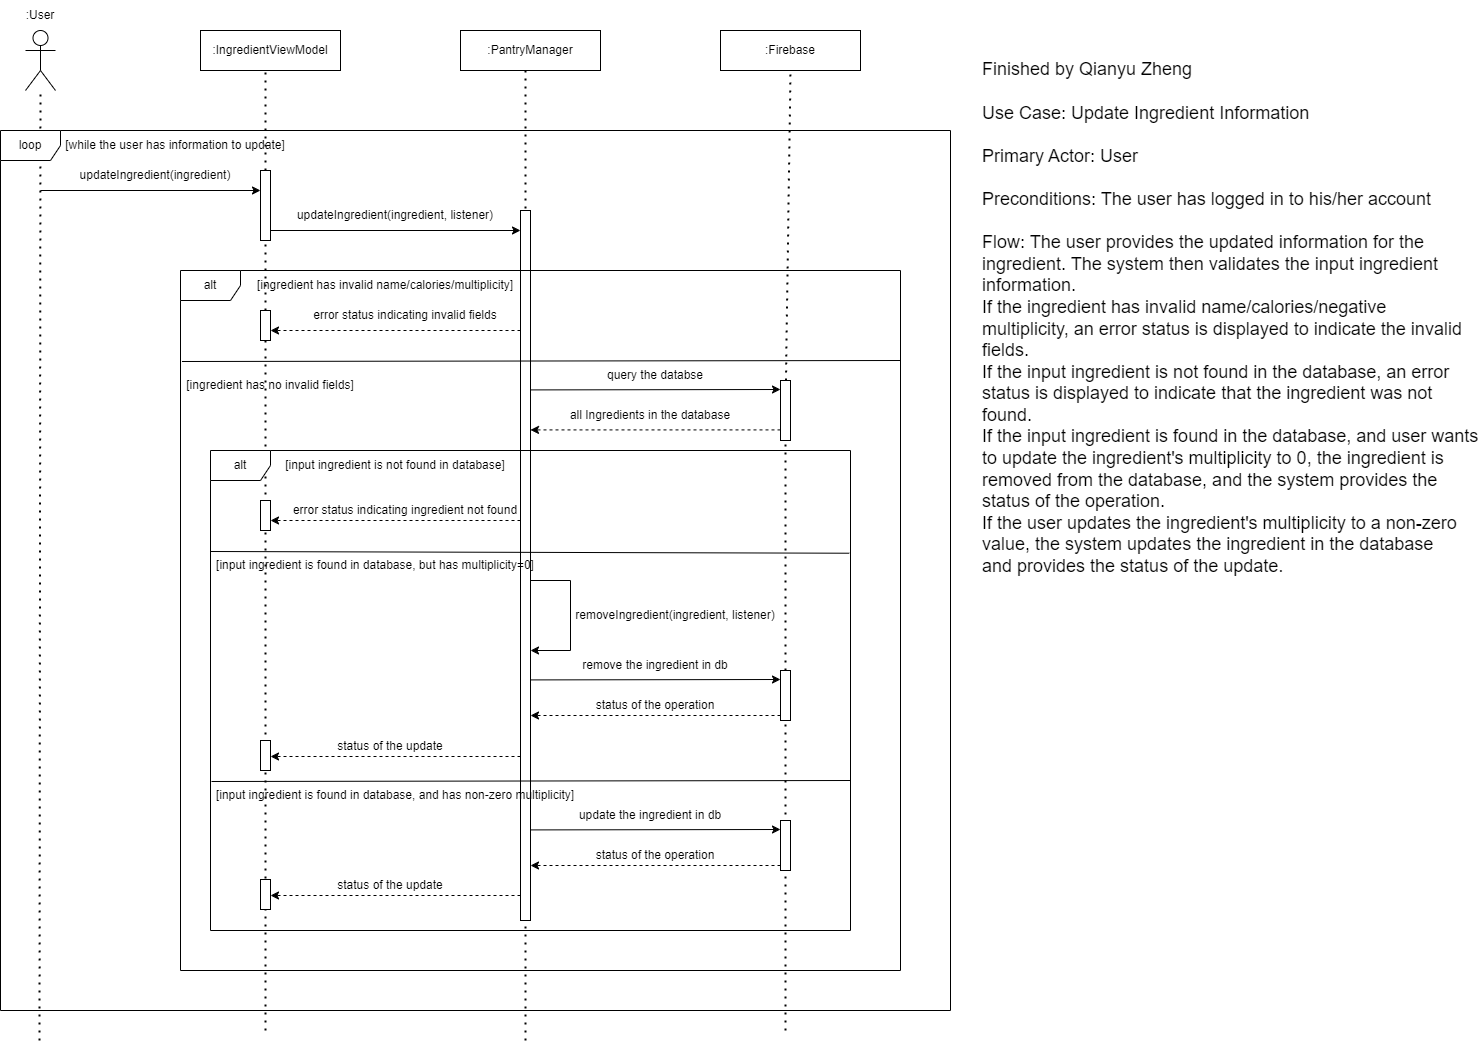 :User
:IngredientViewModel
:PantryManager
:Firebase
loop
[while the user has information to update]
updateIngredient(ingredient)
updateIngredient(ingredient, listener)
alt
[ingredient has invalid name/calories/multiplicity]
error status indicating invalid fields
[ingredient has no invalid fields]
query the databse
all Ingredients in the database
alt
[input ingredient is not found in database]
error status indicating ingredient not found
[input ingredient is found in database, but has multiplicity=0]
removeIngredient(ingredient, listener)
remove the ingredient in db
status of the operation
status of the update
[input ingredient is found in database, and has non-zero multiplicity]
update the ingredient in db
status of the operation
status of the update
Finished by Qianyu Zheng
Use Case: Update Ingredient Information
Primary Actor: User
Preconditions: The user has logged in to his/her account
Flow: The user provides the updated information for the
ingredient. The system then validates the input ingredient
information.
If the ingredient has invalid name/calories/negative
multiplicity, an error status is displayed to indicate the invalid
fields.
If the input ingredient is not found in the database, an error
status is displayed to indicate that the ingredient was not
found.
If the input ingredient is found in the database, and user wants
to update the ingredient's multiplicity to 0, the ingredient is
removed from the database, and the system provides the
status of the operation.
If the user updates the ingredient's multiplicity to a non-zero
value, the system updates the ingredient in the database
and provides the status of the update.